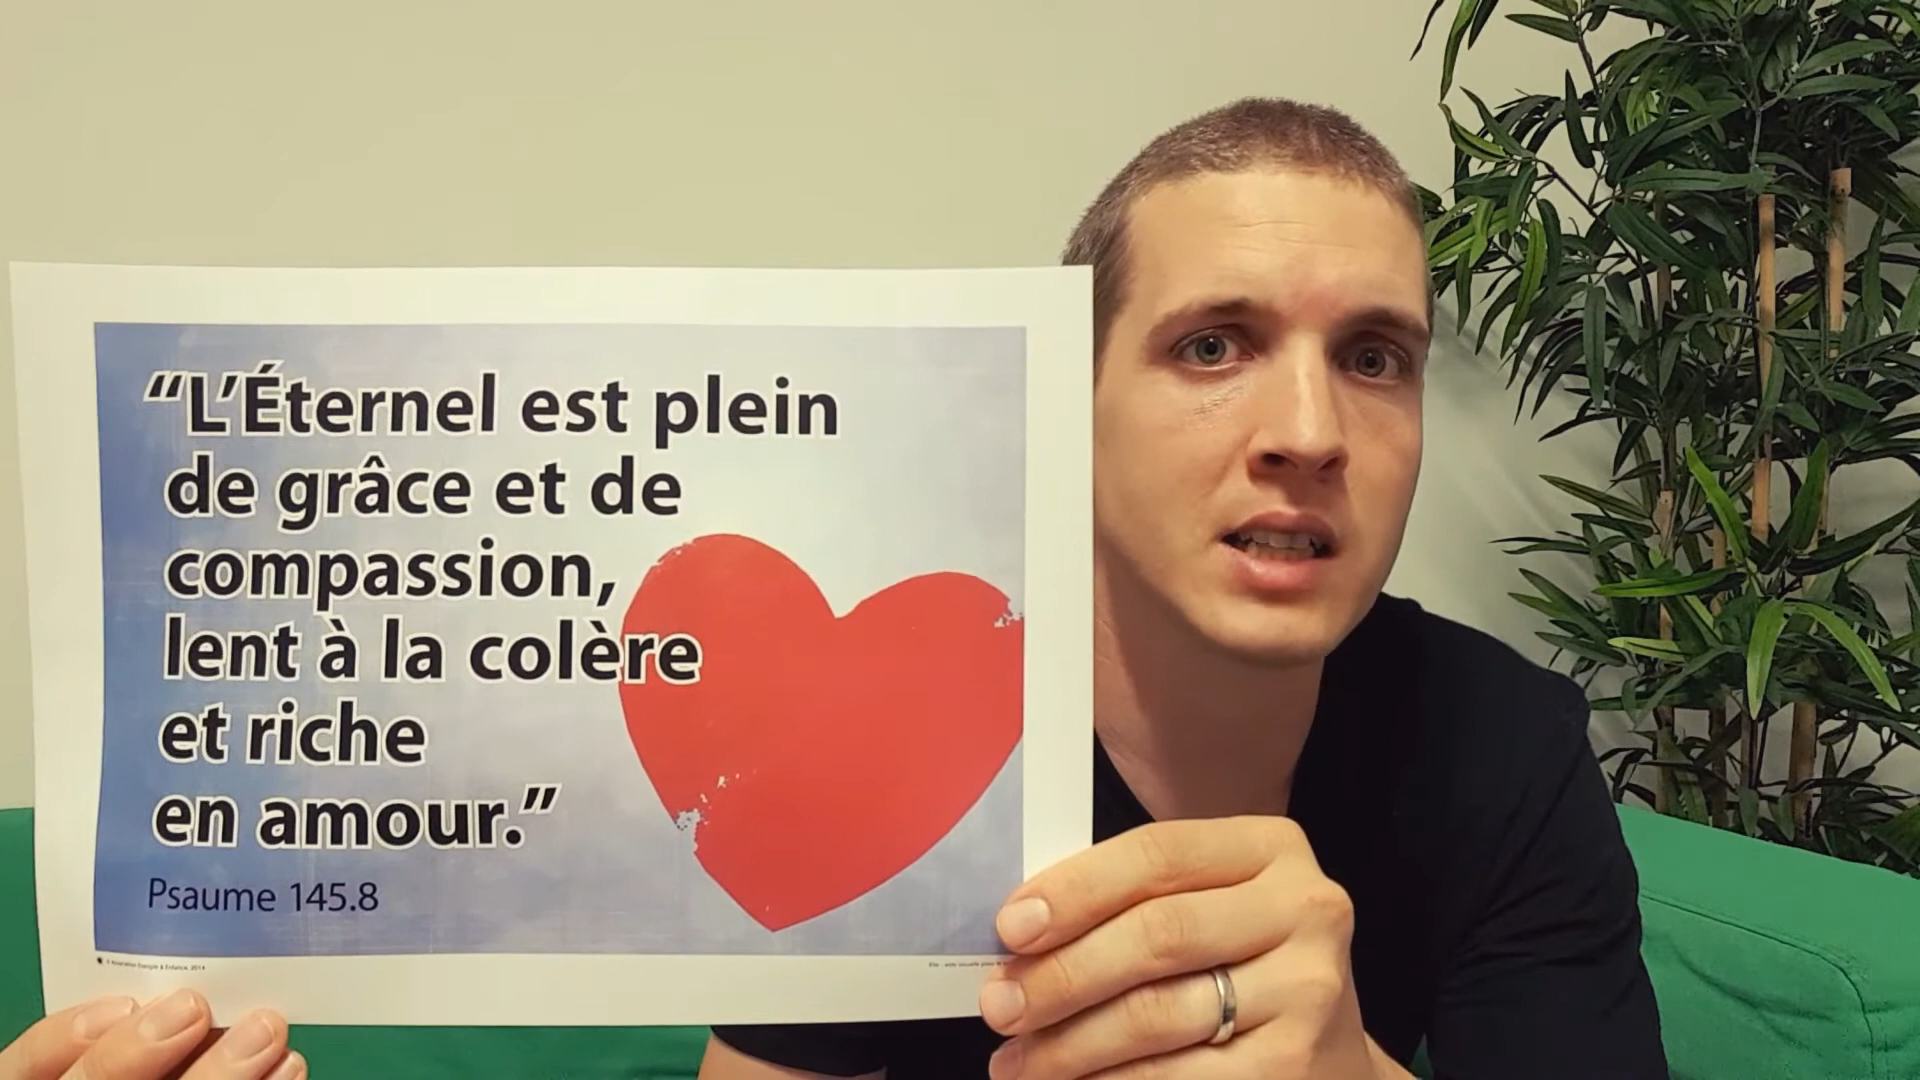 “L’Éternel est plein
de grâce et de
compassion,
lent à la colère
et riche
en amour.”
Psaume 145.8